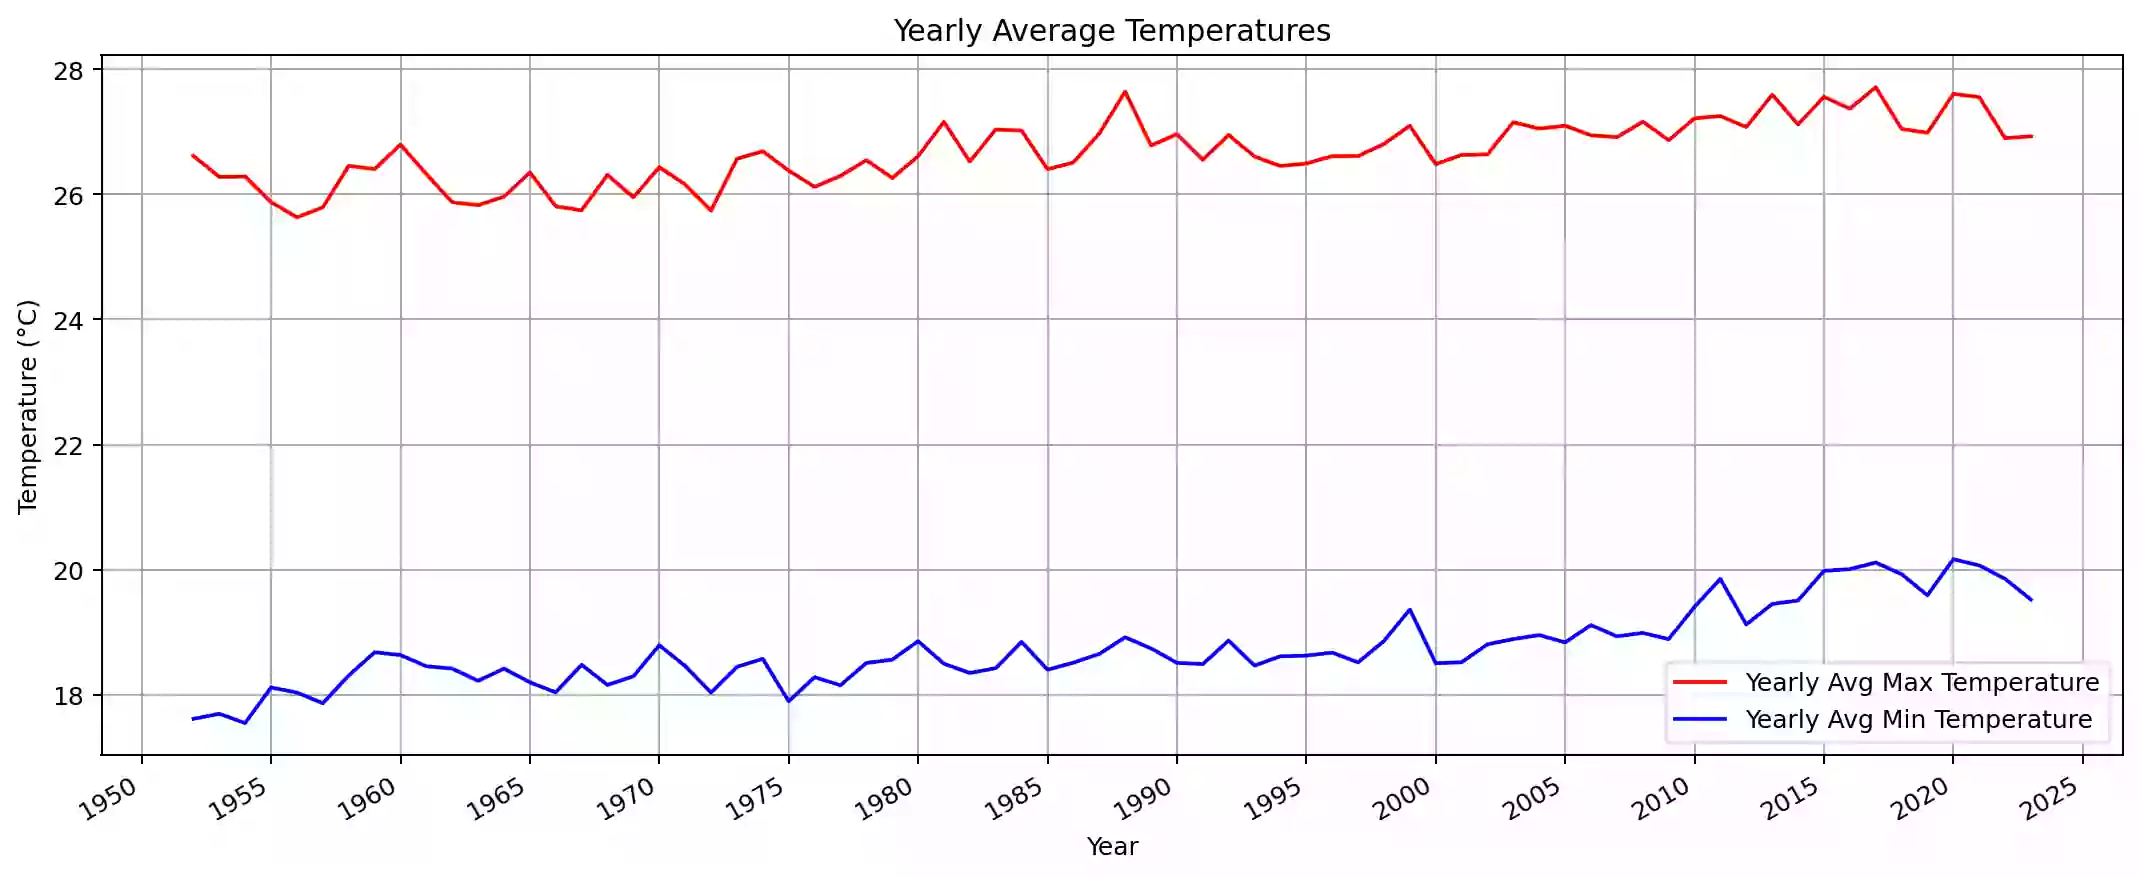 Yearly Average Temperatures
28
26
24
22
20
18
Temperature (°C)
Yearly Avg Max Temperature
Yearly Avg Min Temperature
1950 1955 1960 1965 1970 1975 1980 1985 1990 1995 2000 2005 2010 2015 2020 2025
Year